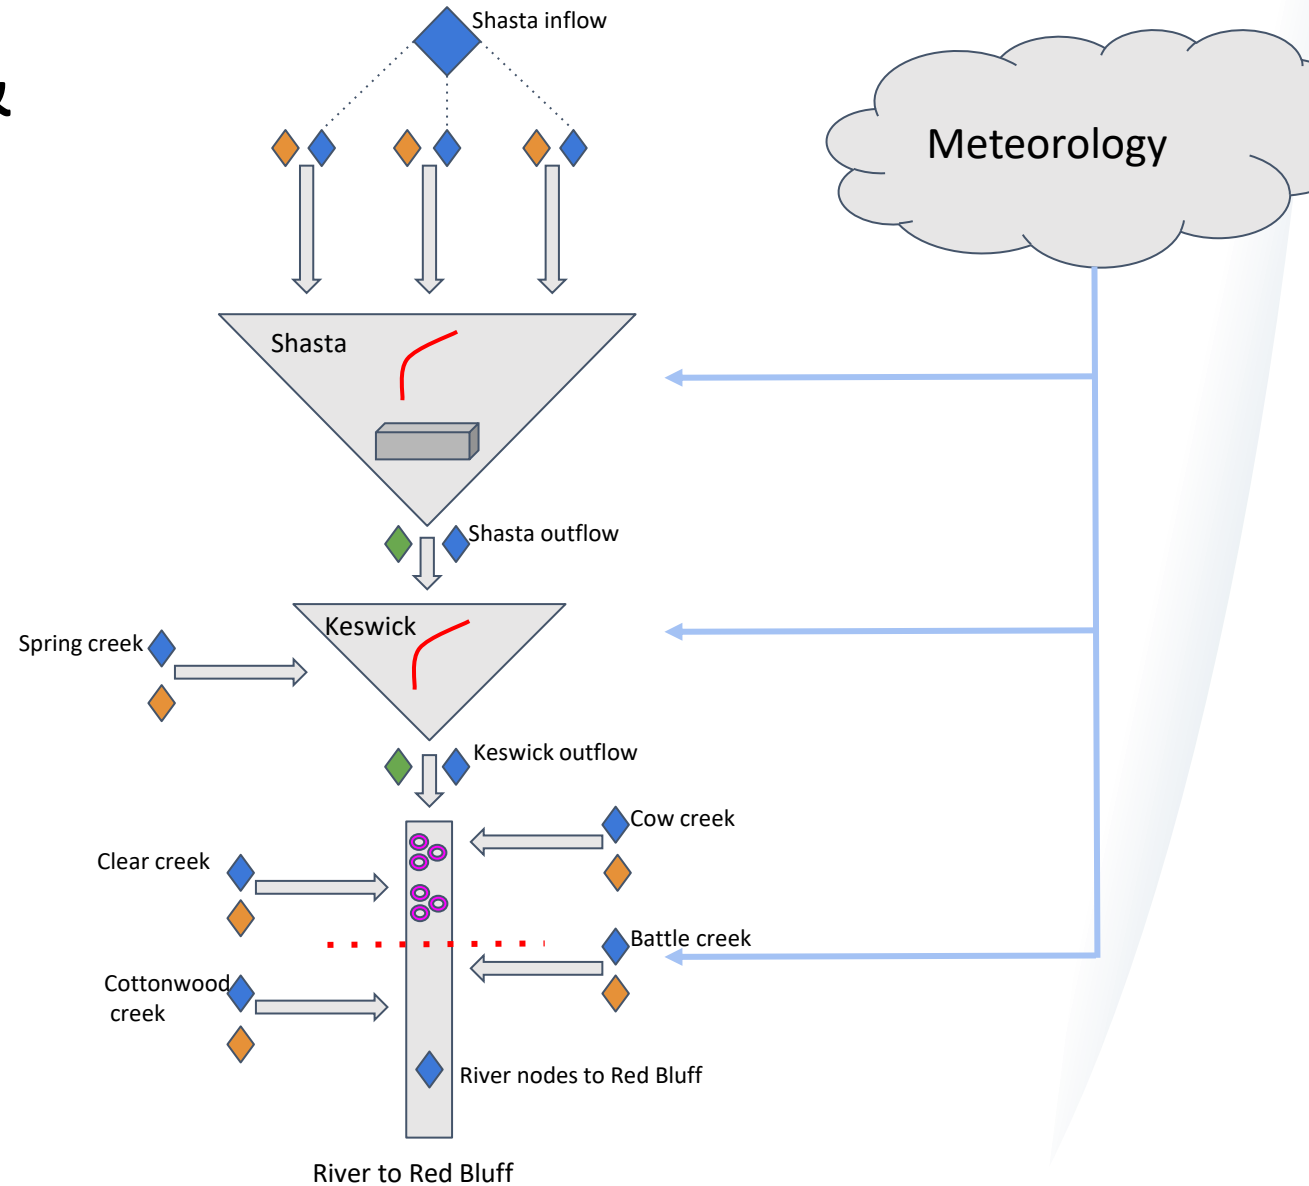 Shasta inflow
&
Meteorology
Shasta
Shasta outflow
Keswick
Spring creek
Keswick outflow
Cow creek
Clear creek
Battle creek
Cottonwood
creek
River nodes to Red Bluff
River to Red Bluff